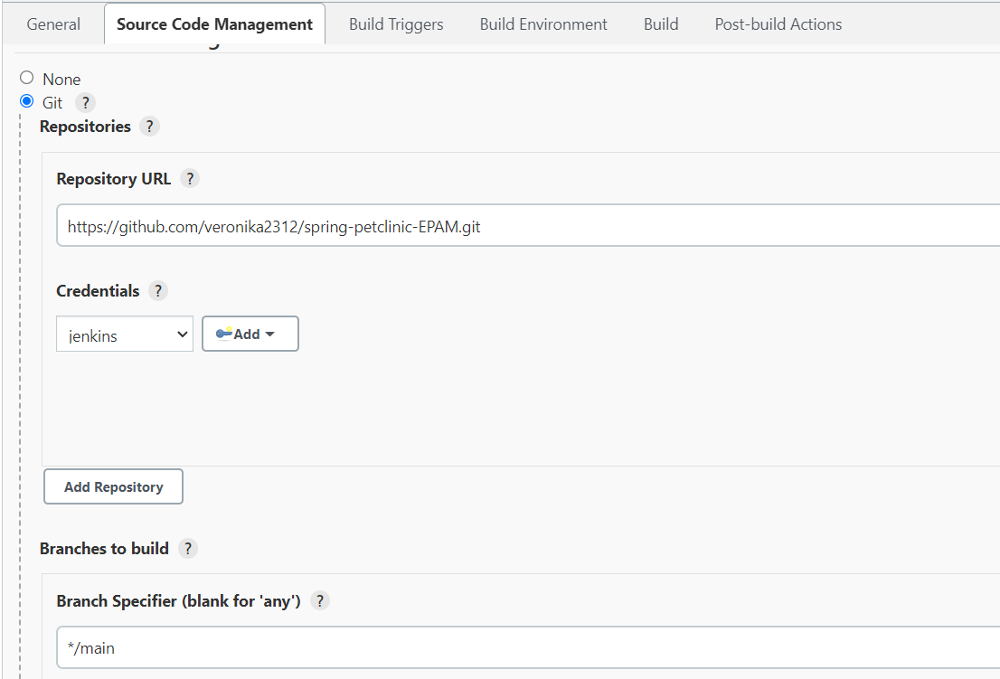 General Source Code Management Build Triggers Build Environment Build Post-build Actions
None
Git ?
Repositories ?
Repository URL ?
https://github.com/veronika2312/spring-petclinic-EPAM.git
Credentials ?
jenkins Add
Add Repository
Branches to build ?
Branch Specifier (blank for 'any') ?
*/main